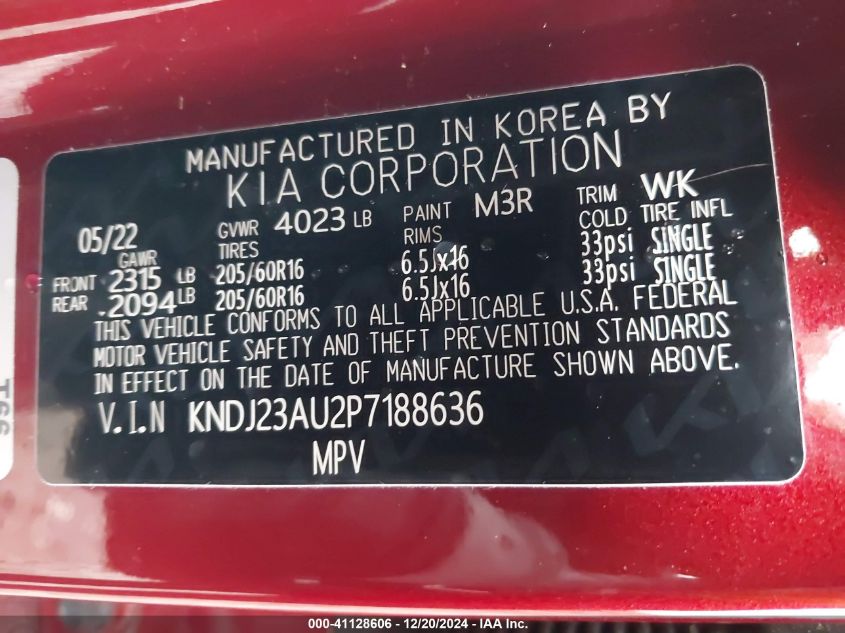 MANUFACTURED IN KOREA BY
KIA CORPORATION
05/22 GVWR 4023 LB PAINT M3R TRIM WK
GAWR TIRES RIMS COLD TIRE INFL
FRONT 2315 LB 205/60R16 6.5Jx16 33psi SINGLE
REAR 2094 LB 205/60R16 6.5Jx16 33psi SINGLE
THIS VEHICLE CONFORMS TO ALL APPLICABLE U.S.A. FEDERAL
MOTOR VEHICLE SAFETY AND THEFT PREVENTION STANDARDS
IN EFFECT ON THE DATE OF MANUFACTURE SHOWN ABOVE.
V.I.N KNDJ23AU2P7188636
MPV
000-41128606 - 12/20/2024 - IAA Inc.